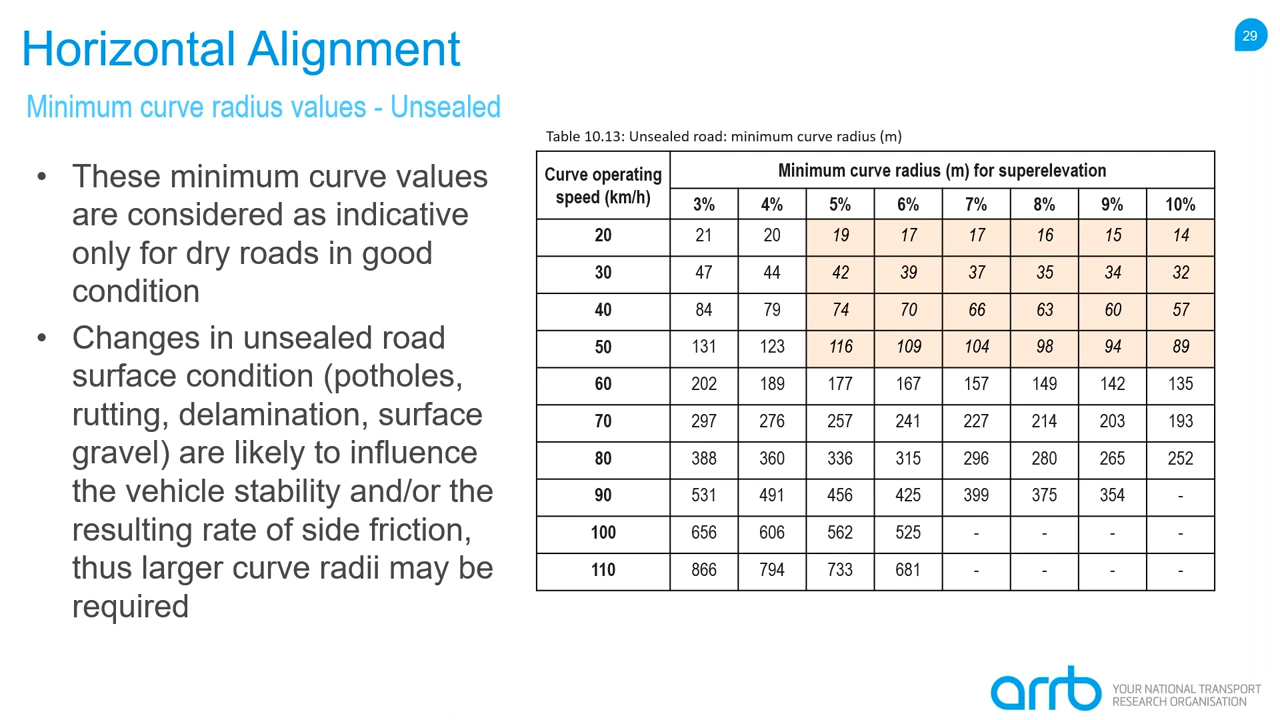 Horizontal Alignment
29
Minimum curve radius values - Unsealed
• These minimum curve values
are considered as indicative
only for dry roads in good
condition
• Changes in unsealed road
surface condition (potholes,
rutting, delamination, surface
gravel) are likely to influence
the vehicle stability and/or the
resulting rate of side friction,
thus larger curve radii may be
required
Table 10.13: Unsealed road: minimum curve radius (m)
Curve operating speed (km/h) Minimum curve radius (m) for superelevation
3% 4% 5% 6% 7% 8% 9% 10%
20 21 20 19 17 17 16 15 14
30 47 44 42 39 37 35 34 32
40 84 79 74 70 66 63 60 57
50 131 123 116 109 104 98 94 89
60 202 189 177 167 157 149 142 135
70 297 276 257 241 227 214 203 193
80 388 360 336 315 296 280 265 252
90 531 491 456 425 399 375 354 -
100 656 606 562 525 - - - -
110 866 794 733 681 - - - -
arrb
YOUR NATIONAL TRANSPORT
RESEARCH ORGANISATION